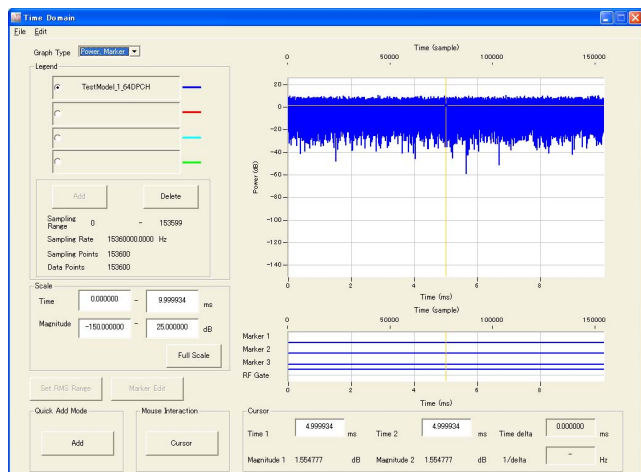 Time Domain
File Edit
Graph Type Power, Marker
Legend
TestModel_1_64DPCH
Add Delete
Sampling Range 0 - 153599
Sampling Rate 15360000.0000 Hz
Sampling Points 153600
Data Points 153600
Scale
Time 0.000000 - 9.999934 ms
Magnitude -150.000000 - 25.000000 dB
Full Scale
Set RMS Range Marker Edit
Quick Add Mode Mouse Interaction
Add Cursor
Time (sample)
0 50000 100000 150000
Power (dB)
20
0
-20
-40
-60
-80
-100
-120
-140
0 2 4 6 8
Time (ms)
Time (sample)
0 50000 100000 150000
Marker 1
Marker 2
Marker 3
RF Gate
0 2 4 6 8
Time (ms)
Cursor
Time 1 4.999934 ms Time 2 4.999934 ms Time delta 0.000000 ms
Magnitude 1 1.554777 dB Magnitude 2 1.554777 dB 1/delta - Hz